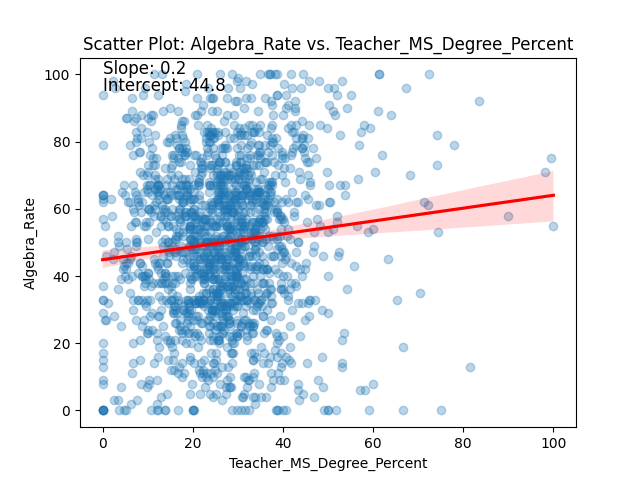 Scatter Plot: Algebra_Rate vs. Teacher_MS_Degree_Percent
Slope: 0.2
Intercept: 44.8
100
80
60
40
20
0
Algebra_Rate
0 20 40 60 80 100
Teacher_MS_Degree_Percent